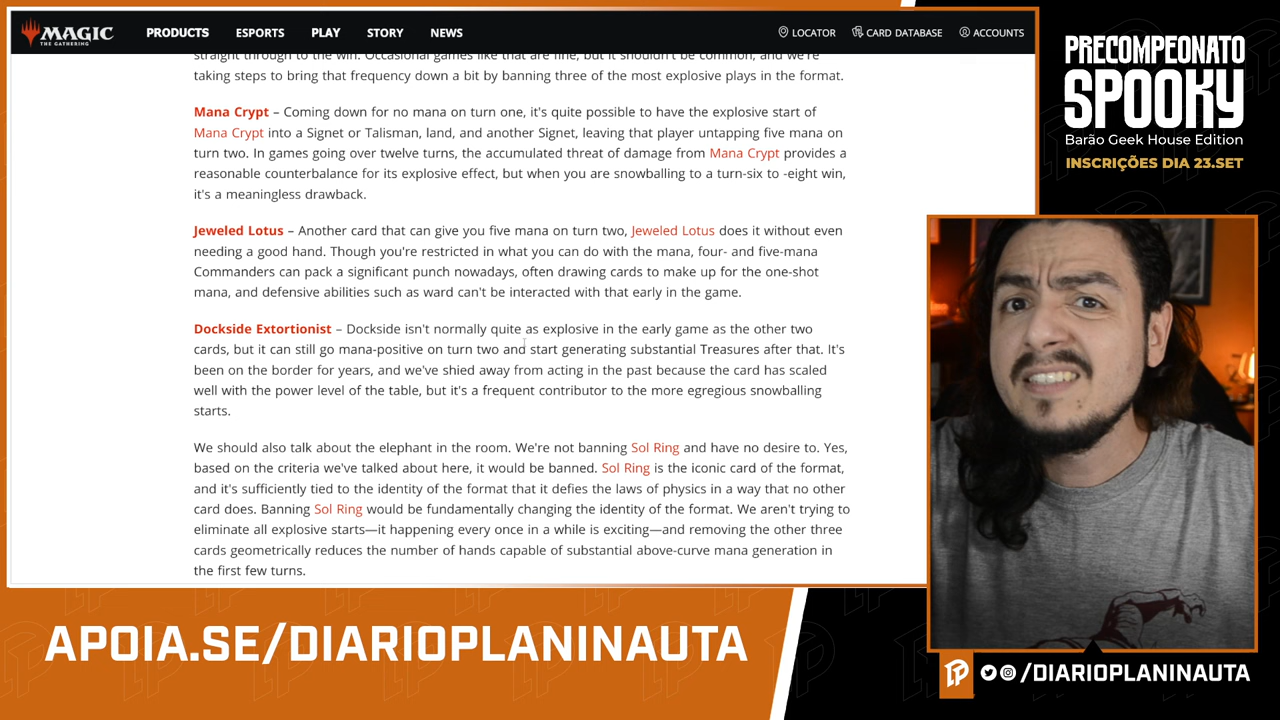 MAGIC
THE GATHERING
PRODUCTS ESPORTS PLAY STORY NEWS LOCATOR CARD DATABASE ACCOUNTS
straight through to the win. Occasional games like that are fine, but it shouldn't be common, and we're
taking steps to bring that frequency down a bit by banning three of the most explosive plays in the format.
Mana Crypt – Coming down for no mana on turn one, it's quite possible to have the explosive start of
Mana Crypt into a Signet or Talisman, land, and another Signet, leaving that player untapping five mana on
turn two. In games going over twelve turns, the accumulated threat of damage from Mana Crypt provides a
reasonable counterbalance for its explosive effect, but when you are snowballing to a turn-six to -eight win,
it's a meaningless drawback.
Jeweled Lotus – Another card that can give you five mana on turn two, Jeweled Lotus does it without even
needing a good hand. Though you're restricted in what you can do with the mana, four- and five-mana
Commanders can pack a significant punch nowadays, often drawing cards to make up for the one-shot
mana, and defensive abilities such as ward can't be interacted with that early in the game.
Dockside Extortionist – Dockside isn't normally quite as explosive in the early game as the other two
cards, but it can still go mana-positive on turn two and start generating substantial Treasures after that. It's
been on the border for years, and we've shied away from acting in the past because the card has scaled
well with the power level of the table, but it's a frequent contributor to the more egregious snowballing
starts.
We should also talk about the elephant in the room. We're not banning Sol Ring and have no desire to. Yes,
based on the criteria we've talked about here, it would be banned. Sol Ring is the iconic card of the format,
and it's sufficiently tied to the identity of the format that it defies the laws of physics in a way that no other
card does. Banning Sol Ring would be fundamentally changing the identity of the format. We aren't trying to
eliminate all explosive starts—it happening every once in a while is exciting—and removing the other three
cards geometrically reduces the number of hands capable of substantial above-curve mana generation in
the first few turns.
PRECOMPEONATO
SPOOKY
Barão Geek House Edition
INSCRIÇÕES DIA 23.SET
APOIA.SE/DIARIOPLANINAUTA
/DIARIOPLANINAUTA